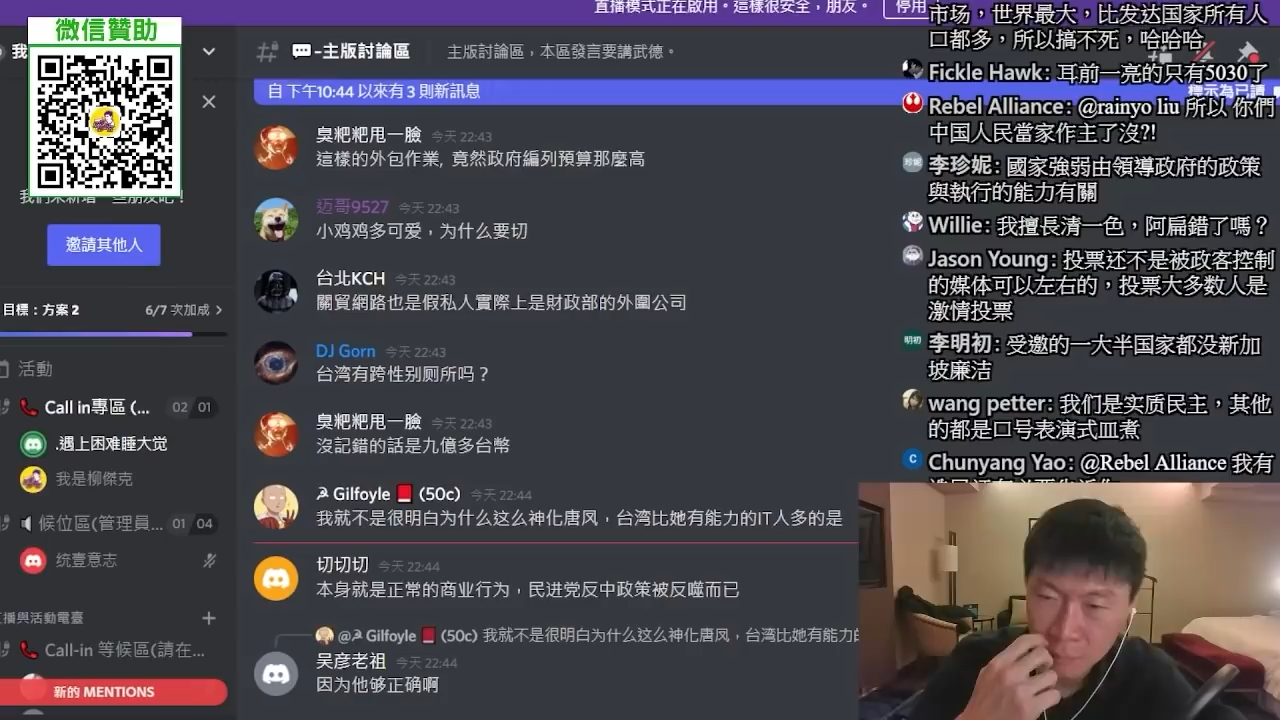 直播模式正在啟用。這樣很安全，朋友。
停用
微信贊助
我
邀請其他人
目標：方案 2
6/7 次加成
活動
Call in專區 (...
02 01
.遇上困难睡大觉
我是柳傑克
候位區(管理員...
01 04
统壹意志
直播與活動電臺
Call-in 等候區(請在...
新的 MENTIONS
-主版討論區
主版討論區，本區發言要講武德。
自 下午10:44 以來有 3 則新訊息
標示為已讀
臭粑粑甩一臉 今天 22:43
這樣的外包作業, 竟然政府編列預算那麼高
迈哥9527 今天 22:43
小鸡鸡多可爱，为什么要切
台北KCH 今天 22:43
關貿網路也是假私人實際上是財政部的外圍公司
DJ Gorn 今天 22:43
台湾有跨性别厕所吗？
臭粑粑甩一臉 今天 22:43
沒記錯的話是九億多台幣
☭ Gilfoyle (50c) 今天 22:44
我就不是很明白为什么这么神化唐凤，台湾比她有能力的IT人多的是
切切切 今天 22:44
本身就是正常的商业行为，民进党反中政策被反噬而已
@☭ Gilfoyle (50c) 我就不是很明白为什么这么神化唐凤，台湾比她有能力
吴彦老祖 今天 22:44
因为他够正确啊
市场，世界最大，比发达国家所有人
口都多，所以搞不死，哈哈哈
Fickle Hawk: 耳前一亮的只有5030了
Rebel Alliance: @rainyo liu 所以 你們
中国人民當家作主了沒?!
李珍妮: 國家強弱由領導政府的政策
與執行的能力有關
Willie: 我擅長清一色，阿扁錯了嗎？
Jason Young: 投票还不是被政客控制
的媒体可以左右的，投票大多数人是
激情投票
李明初: 受邀的一大半国家都没新加
坡廉洁
wang petter: 我们是实质民主，其他
的都是口号表演式皿煮
Chunyang Yao: @Rebel Alliance 我有